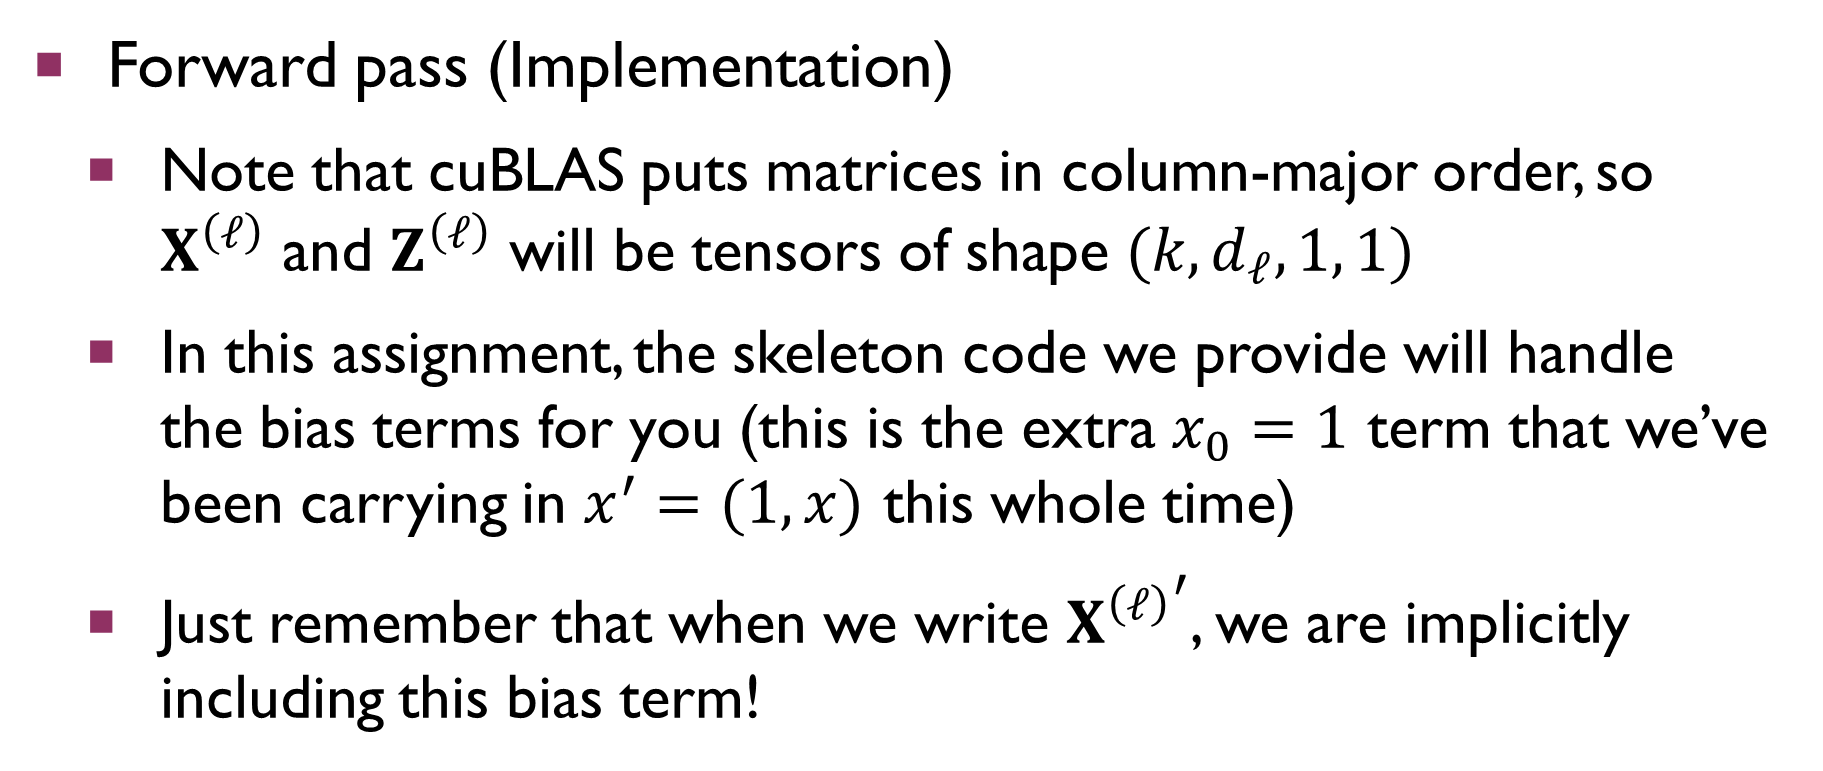 ▪ Forward pass (Implementation)
▪ Note that cuBLAS puts matrices in column-major order, so
𝐗^(ℓ) and 𝐙^(ℓ) will be tensors of shape (k, d_ℓ, 1, 1)
▪ In this assignment, the skeleton code we provide will handle
the bias terms for you (this is the extra x₀ = 1 term that we’ve
been carrying in x′ = (1, x) this whole time)
▪ Just remember that when we write 𝐗^(ℓ)′, we are implicitly
including this bias term!